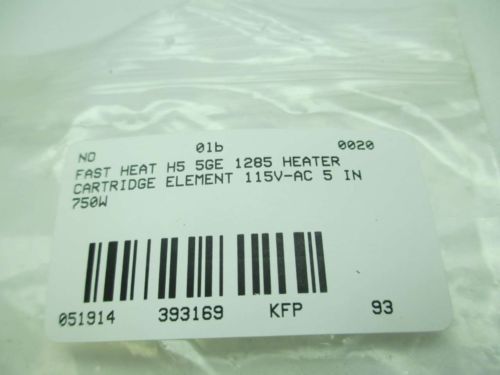 NO 01b 0020
FAST HEAT H5 5GE 1285 HEATER
CARTRIDGE ELEMENT 115V-AC 5 IN
750W
051914 393169 KFP 93